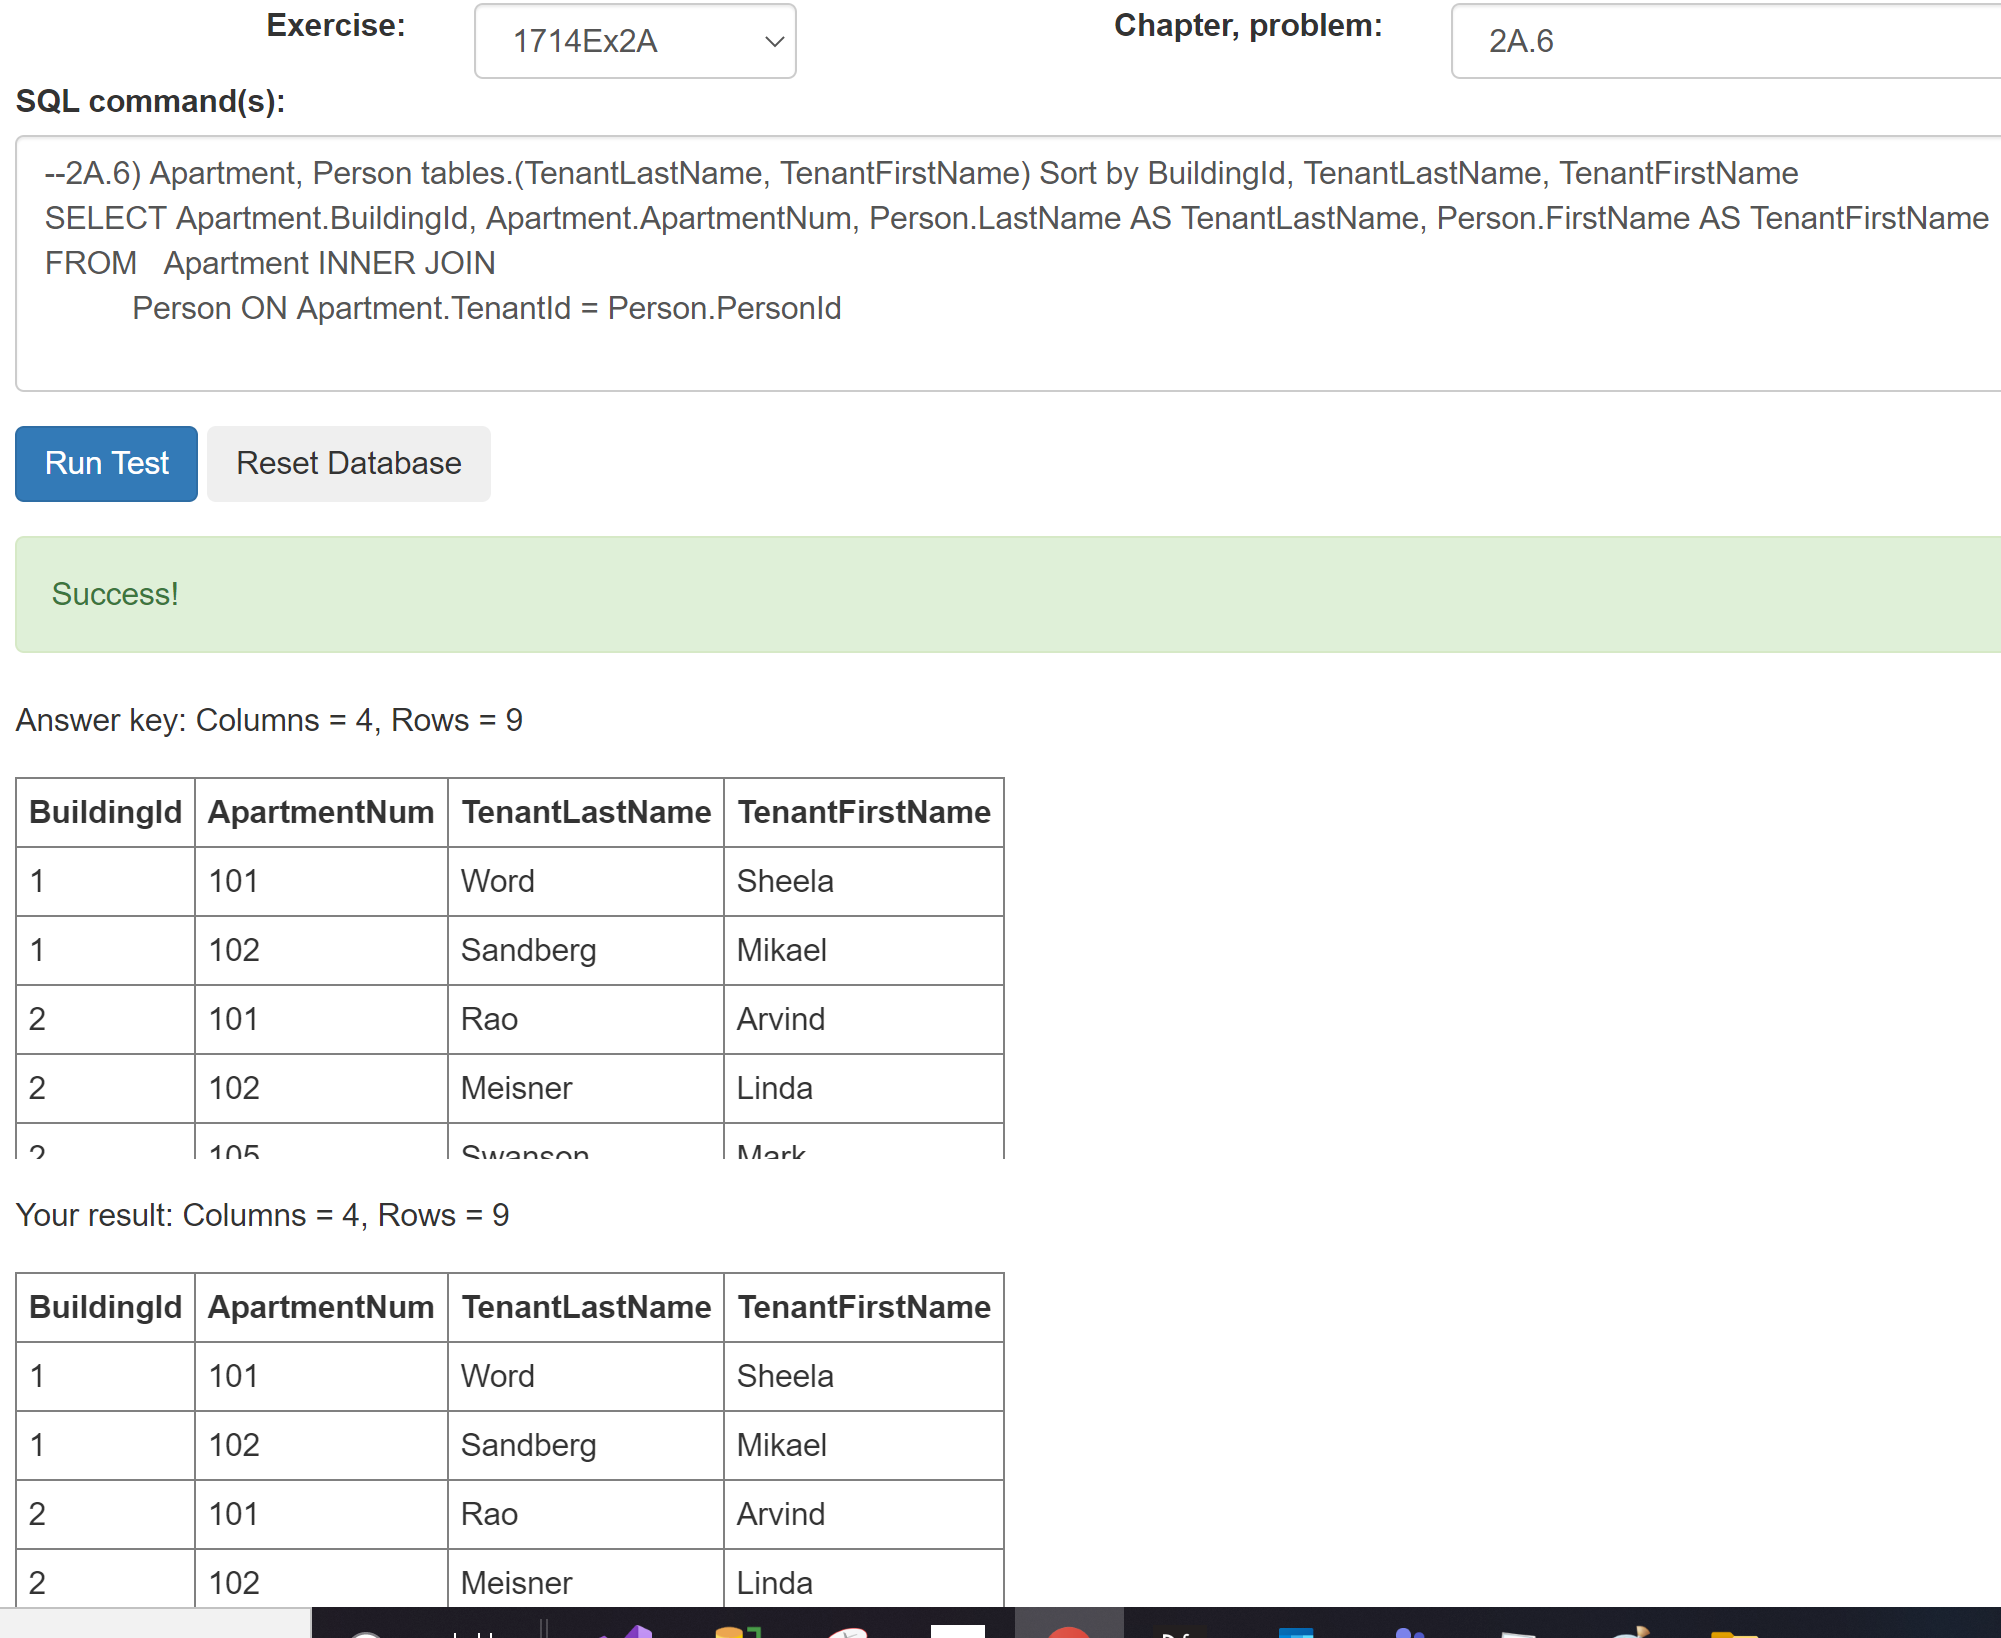 Exercise: 1714Ex2A Chapter, problem: 2A.6
SQL command(s):
--2A.6) Apartment, Person tables.(TenantLastName, TenantFirstName) Sort by BuildingId, TenantLastName, TenantFirstName
SELECT Apartment.BuildingId, Apartment.ApartmentNum, Person.LastName AS TenantLastName, Person.FirstName AS TenantFirstName
FROM Apartment INNER JOIN
Person ON Apartment.TenantId = Person.PersonId
Run Test Reset Database
Success!
Answer key: Columns = 4, Rows = 9
BuildingId ApartmentNum TenantLastName TenantFirstName
1 101 Word Sheela
1 102 Sandberg Mikael
2 101 Rao Arvind
2 102 Meisner Linda
2 105 Swanson Mark
Your result: Columns = 4, Rows = 9
BuildingId ApartmentNum TenantLastName TenantFirstName
1 101 Word Sheela
1 102 Sandberg Mikael
2 101 Rao Arvind
2 102 Meisner Linda